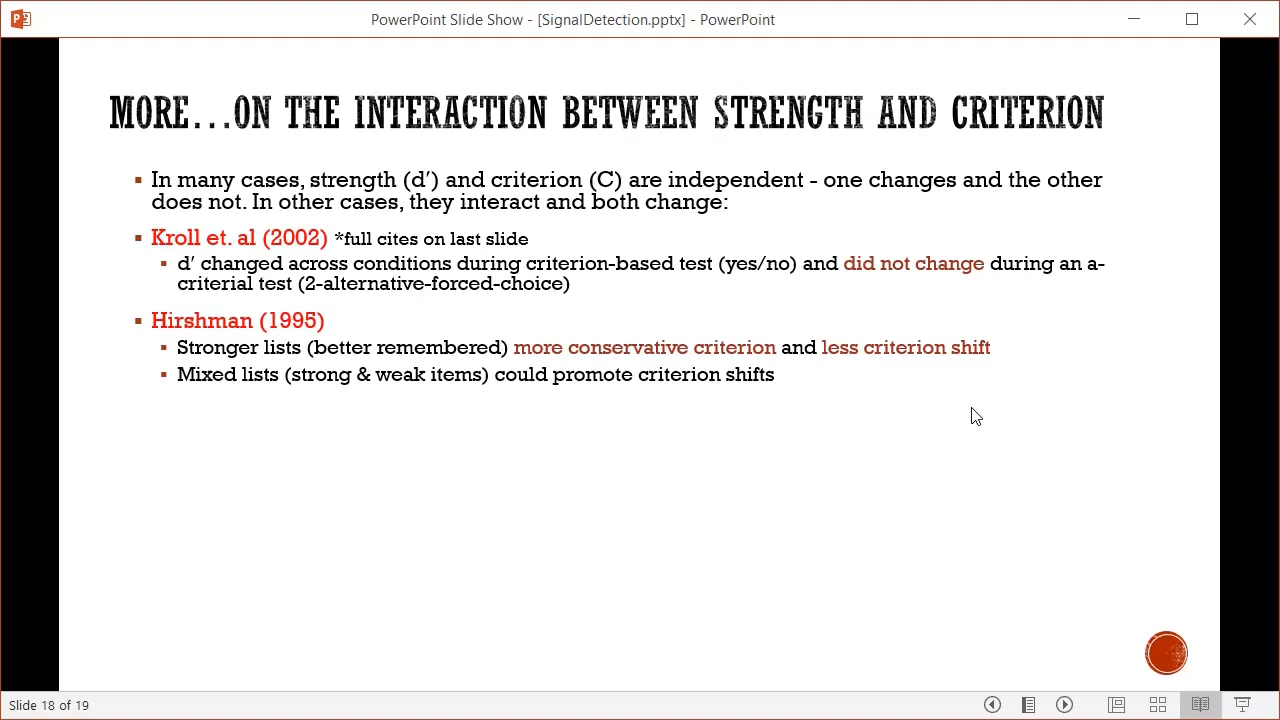 PowerPoint Slide Show - [SignalDetection.pptx] - PowerPoint
MORE...ON THE INTERACTION BETWEEN STRENGTH AND CRITERION
▪ In many cases, strength (d′) and criterion (C) are independent - one changes and the other
does not. In other cases, they interact and both change:
▪ Kroll et. al (2002) *full cites on last slide
▪ d′ changed across conditions during criterion-based test (yes/no) and did not change during an a-
criterial test (2-alternative-forced-choice)
▪ Hirshman (1995)
▪ Stronger lists (better remembered) more conservative criterion and less criterion shift
▪ Mixed lists (strong & weak items) could promote criterion shifts
Slide 18 of 19